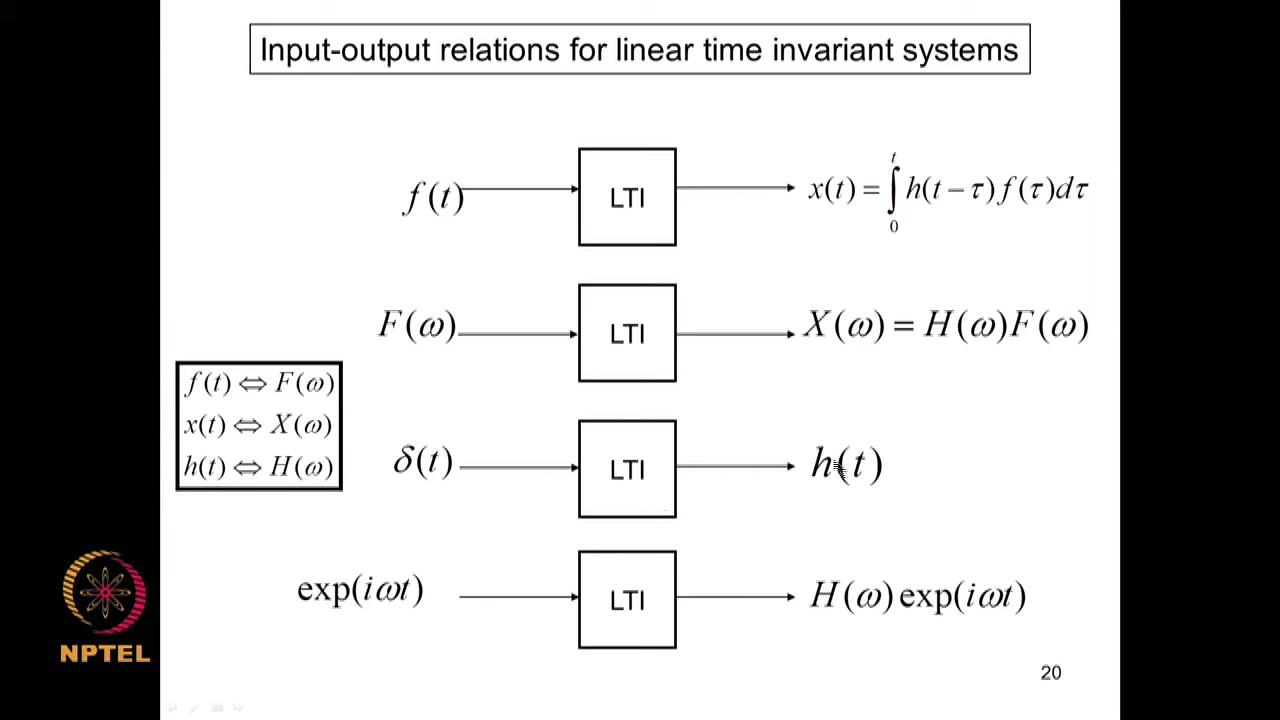 Input-output relations for linear time invariant systems
f(t) LTI x(t) = ∫₀ᵗ h(t − τ) f(τ)dτ
F(ω) LTI X(ω) = H(ω)F(ω)
f(t) ⇔ F(ω)
x(t) ⇔ X(ω)
h(t) ⇔ H(ω)
δ(t) LTI h(t)
exp(iωt) LTI H(ω)exp(iωt)
NPTEL
20